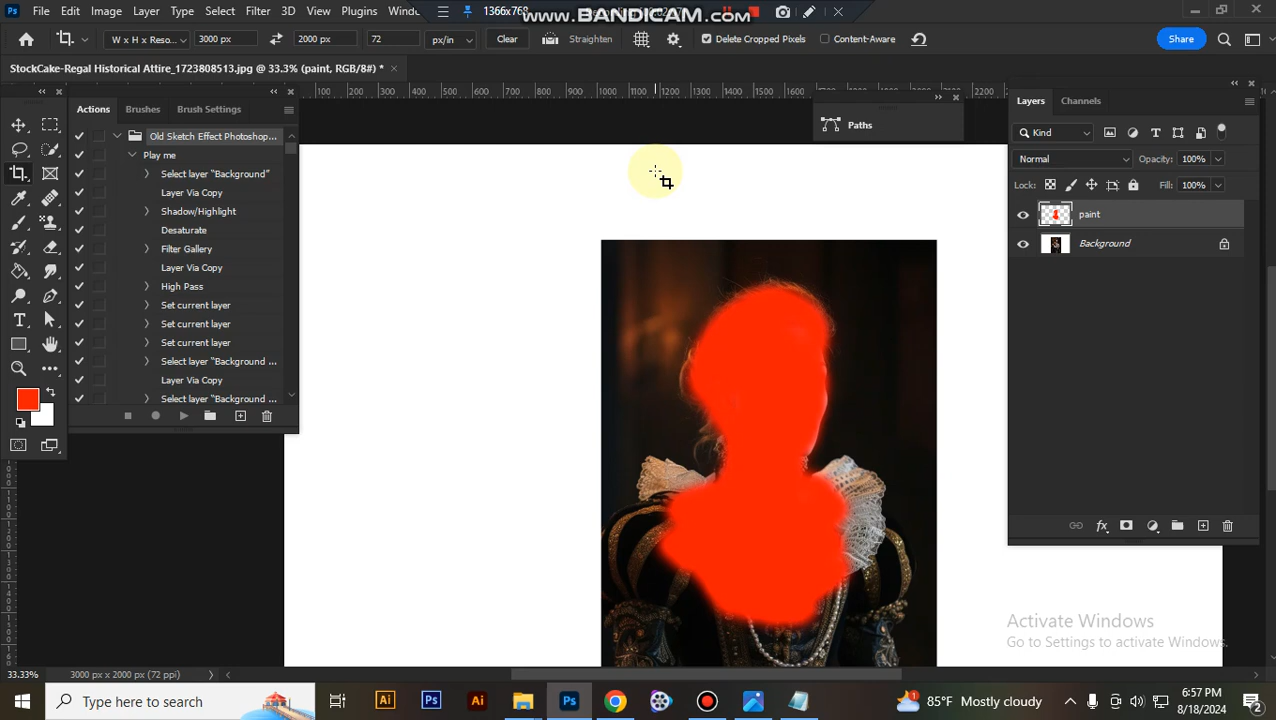 File Edit Image Layer Type Select Filter 3D View Plugins Windo
1366x768
www.BANDICAM.com
W x H x Reso...
3000 px
2000 px
72
px/in
Clear
Straighten
Delete Cropped Pixels
Content-Aware
Share
StockCake-Regal Historical Attire_1723808513.jpg @ 33.3% (paint, RGB/8#) *
100 200 300 400 500 600 700 800 900 1000 1100 1200 1300 1400 1500 1600 2100 2200
Actions Brushes Brush Settings
Paths
Layers Channels
Old Sketch Effect Photoshop...
Play me
Select layer "Background"
Layer Via Copy
Shadow/Highlight
Desaturate
Filter Gallery
Layer Via Copy
High Pass
Set current layer
Set current layer
Set current layer
Select layer "Background ...
Layer Via Copy
Select layer "Background ...
Kind
Normal
Opacity: 100%
Lock:
Fill: 100%
paint
Background
fx
Activate Windows
Go to Settings to activate Windows.
33.33%
3000 px x 2000 px (72 ppi)
Type here to search
Ai
Ps
Ai
Ps
85°F Mostly cloudy
6:57 PM
8/18/2024
2